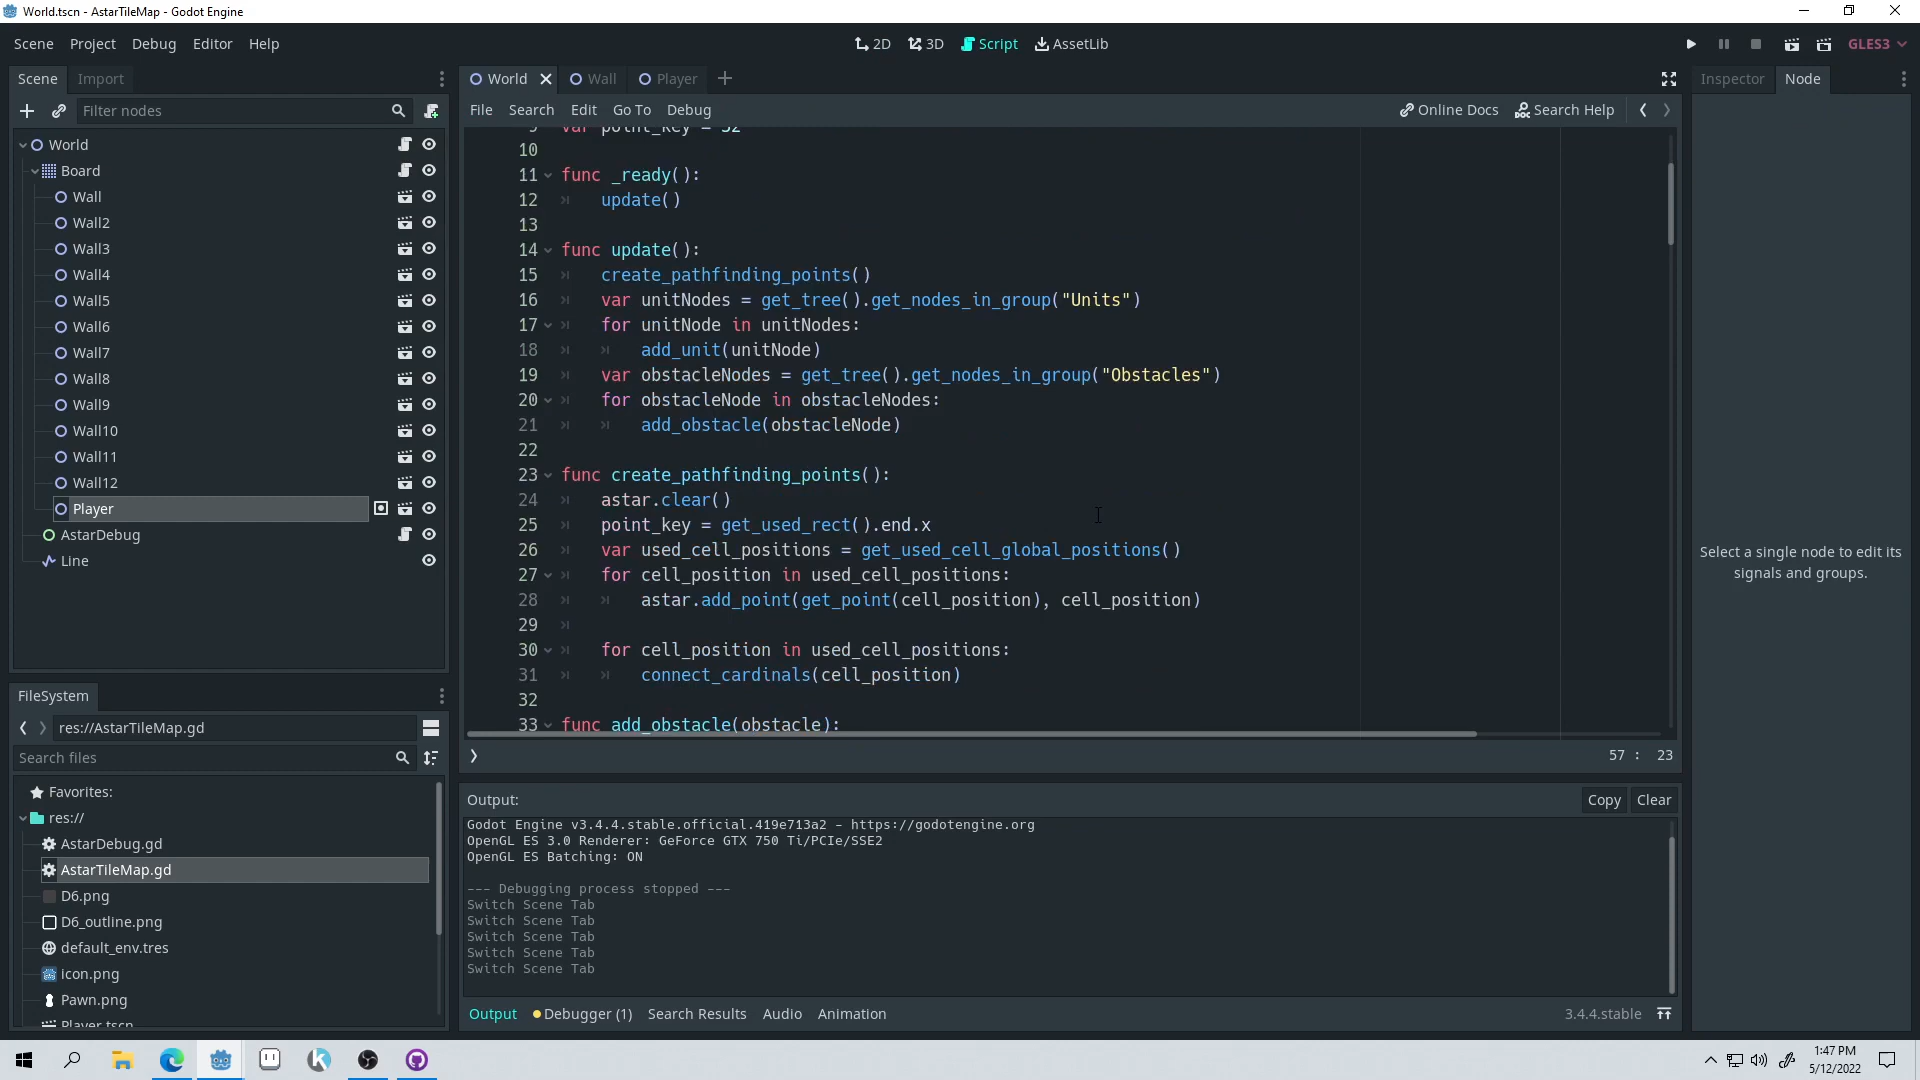 World.tscn - AstarTileMap - Godot Engine
Scene Project Debug Editor Help
2D 3D Script AssetLib
GLES3
Scene Import
Filter nodes
World
Board
Wall
Wall2
Wall3
Wall4
Wall5
Wall6
Wall7
Wall8
Wall9
Wall10
Wall11
Wall12
Player
AstarDebug
Line
FileSystem
res://AstarTileMap.gd
Search files
Favorites:
res://
AstarDebug.gd
AstarTileMap.gd
D6.png
D6_outline.png
default_env.tres
icon.png
Pawn.png
Player.tscn
World Wall Player
File Search Edit Go To Debug
Online Docs Search Help
9 var point_key = 32
10
11 func _ready():
12 update()
13
14 func update():
15 create_pathfinding_points()
16 var unitNodes = get_tree().get_nodes_in_group("Units")
17 for unitNode in unitNodes:
18 add_unit(unitNode)
19 var obstacleNodes = get_tree().get_nodes_in_group("Obstacles")
20 for obstacleNode in obstacleNodes:
21 add_obstacle(obstacleNode)
22
23 func create_pathfinding_points():
24 astar.clear()
25 point_key = get_used_rect().end.x
26 var used_cell_positions = get_used_cell_global_positions()
27 for cell_position in used_cell_positions:
28 astar.add_point(get_point(cell_position), cell_position)
29
30 for cell_position in used_cell_positions:
31 connect_cardinals(cell_position)
32
33 func add_obstacle(obstacle):
57 : 23
Output:
Copy Clear
Godot Engine v3.4.4.stable.official.419e713a2 - https://godotengine.org
OpenGL ES 3.0 Renderer: GeForce GTX 750 Ti/PCIe/SSE2
OpenGL ES Batching: ON
--- Debugging process stopped ---
Switch Scene Tab
Switch Scene Tab
Switch Scene Tab
Switch Scene Tab
Switch Scene Tab
Output Debugger (1) Search Results Audio Animation
3.4.4.stable
Inspector Node
Select a single node to edit its
signals and groups.
1:47 PM
5/12/2022